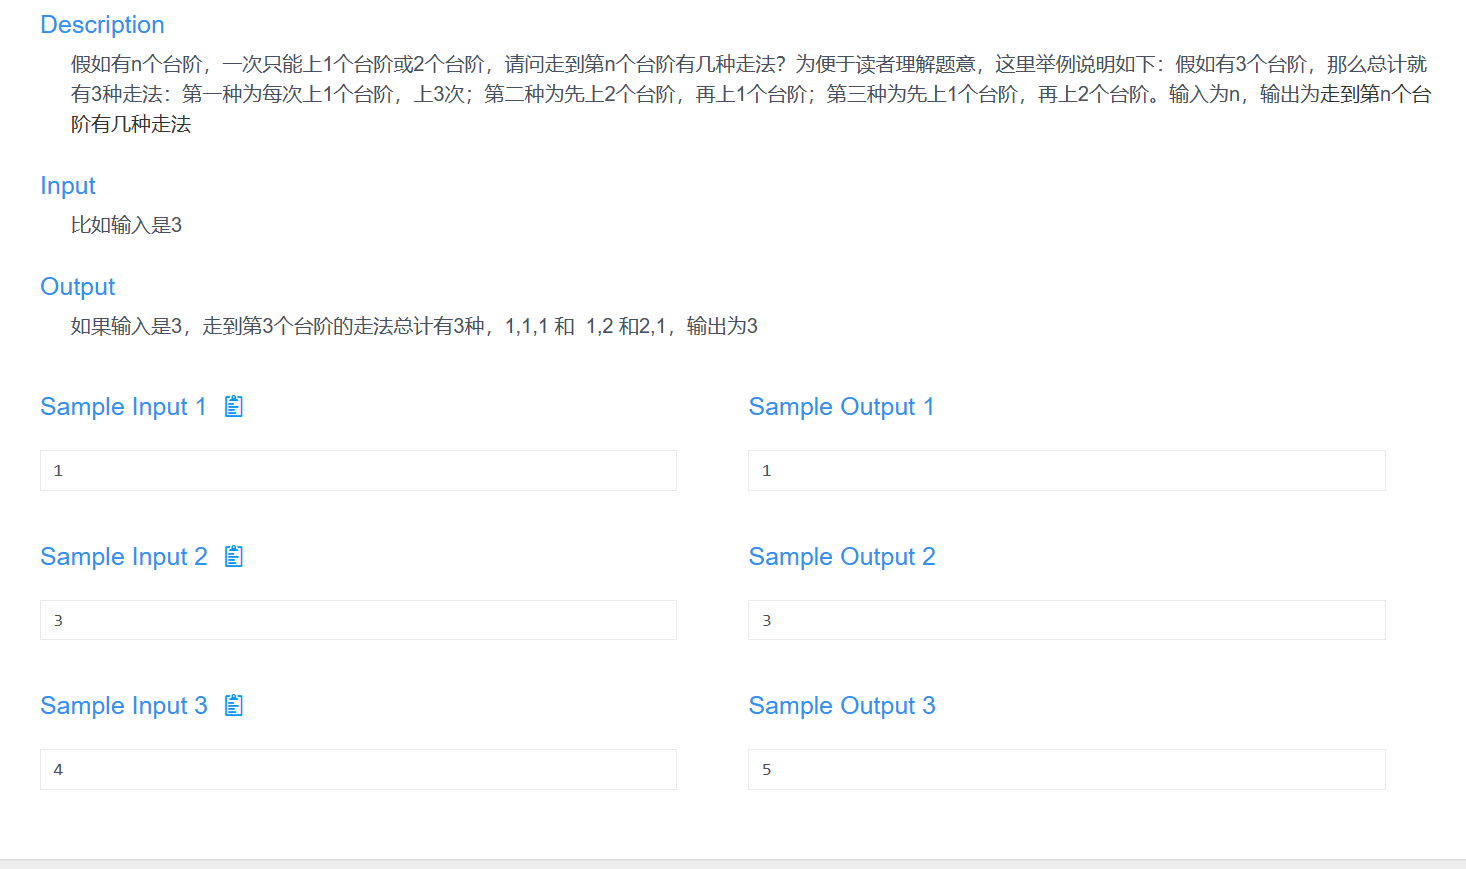 Description
假如有n个台阶，一次只能上1个台阶或2个台阶，请问走到第n个台阶有几种走法？为便于读者理解题意，这里举例说明如下：假如有3个台阶，那么总计就
有3种走法：第一种为每次上1个台阶，上3次；第二种为先上2个台阶，再上1个台阶；第三种为先上1个台阶，再上2个台阶。输入为n，输出为走到第n个台
阶有几种走法
Input
比如输入是3
Output
如果输入是3，走到第3个台阶的走法总计有3种，1,1,1 和  1,2 和2,1，输出为3
Sample Input 1
Sample Output 1
1
1
Sample Input 2
Sample Output 2
3
3
Sample Input 3
Sample Output 3
4
5